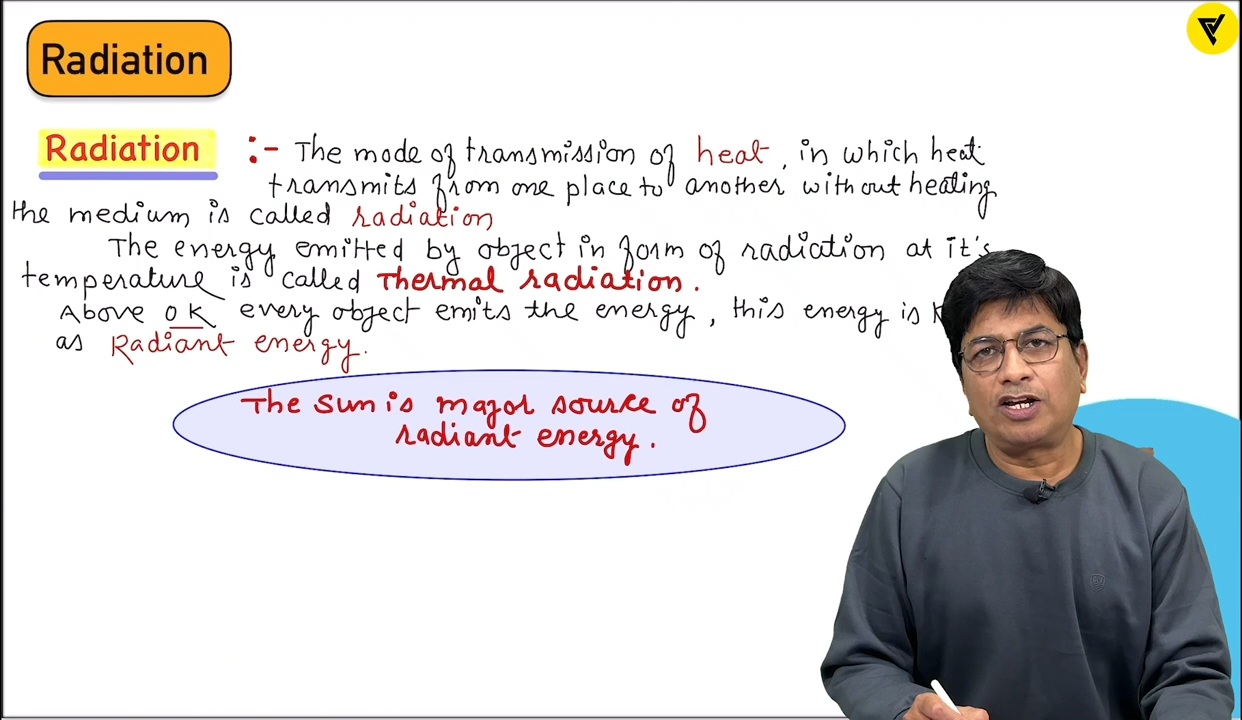 Radiation
Radiation :- The mode of transmission of heat, in which heat
transmits from one place to another without heating
the medium is called radiation
The energy emitted by object in form of radiation at it's
temperature is called Thermal radiation.
Above 0 K every object emits the energy, this energy is
as Radiant energy.
The Sun is major source of
radiant energy.